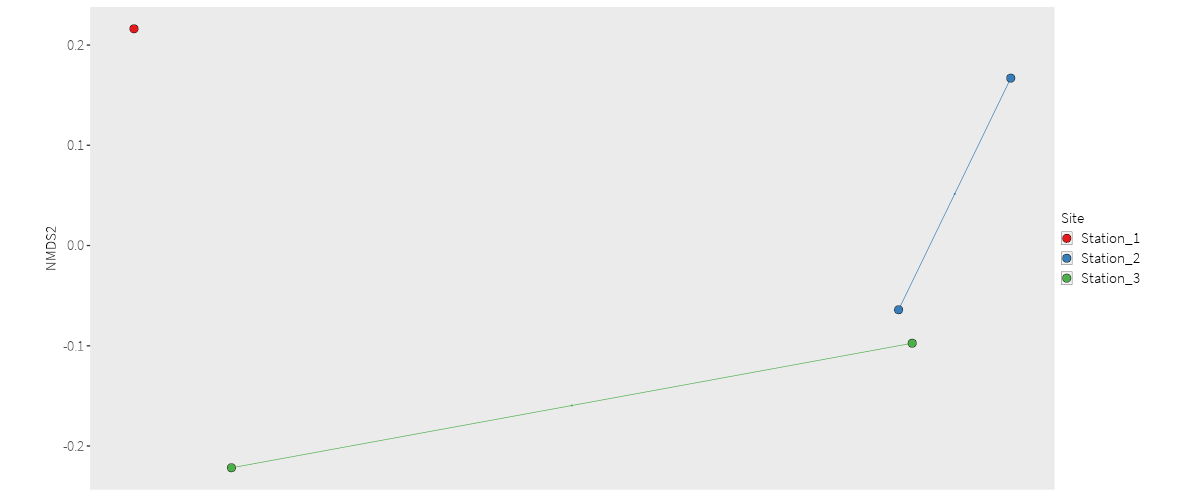 0.2
0.1
0.0
-0.1
-0.2
NMDS2
Site
Station_1
Station_2
Station_3